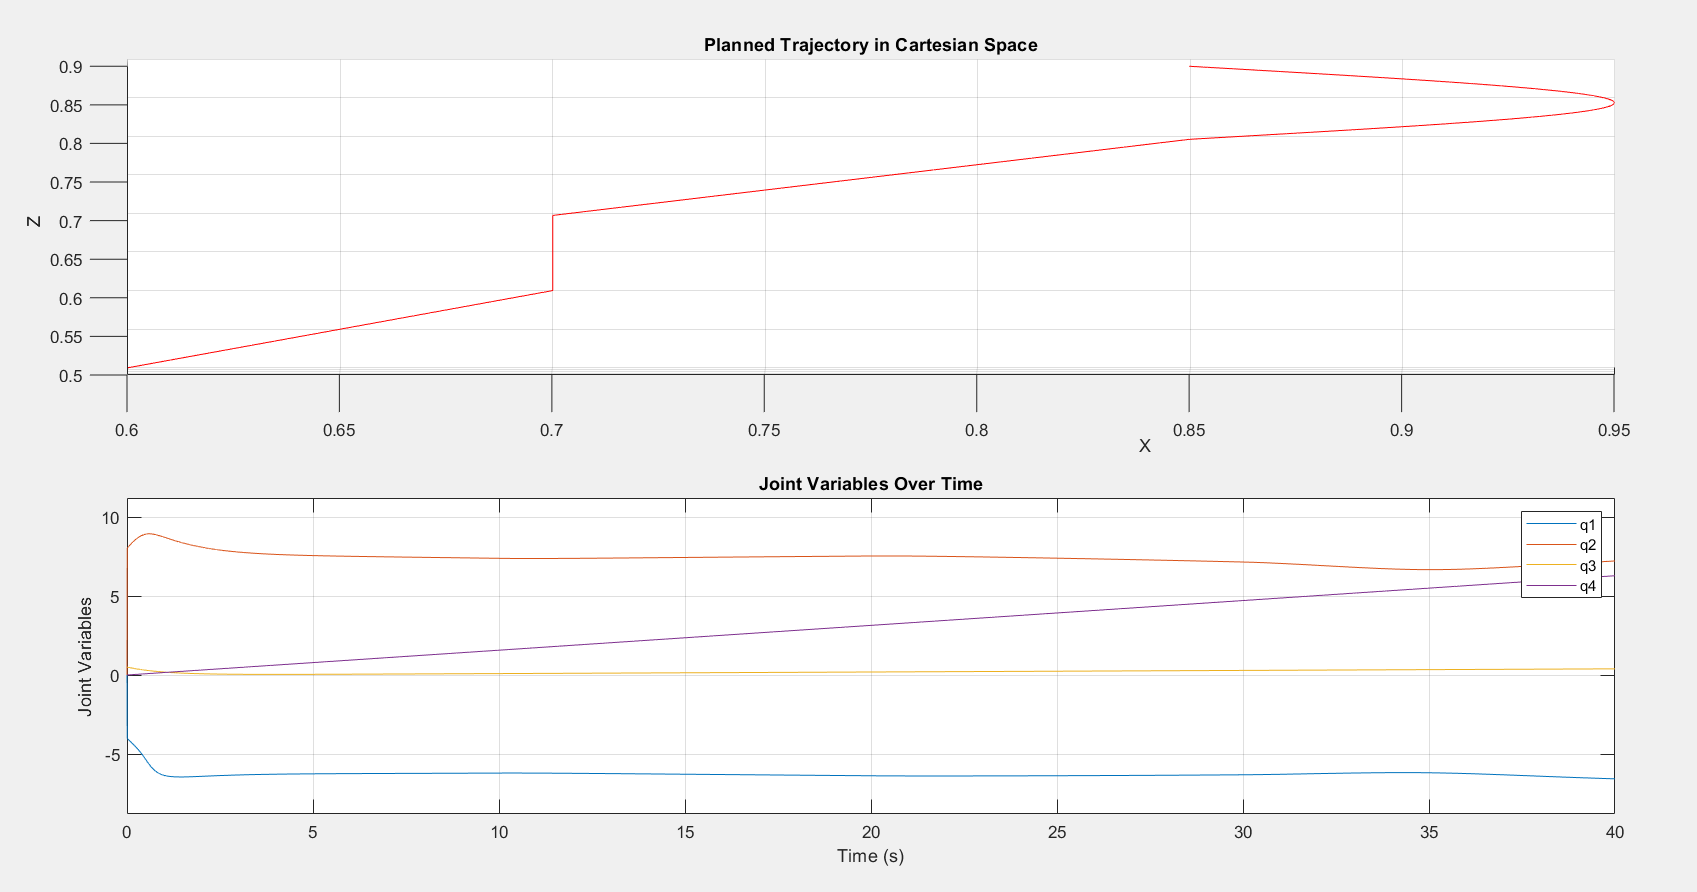 Planned Trajectory in Cartesian Space
0.9
0.85
0.8
0.75
0.7
0.65
0.6
0.55
0.5
Z
0.6 0.65 0.7 0.75 0.8 0.85 0.9 0.95
X
Joint Variables Over Time
10
5
0
-5
Joint Variables
q1
q2
q3
q4
0 5 10 15 20 25 30 35 40
Time (s)